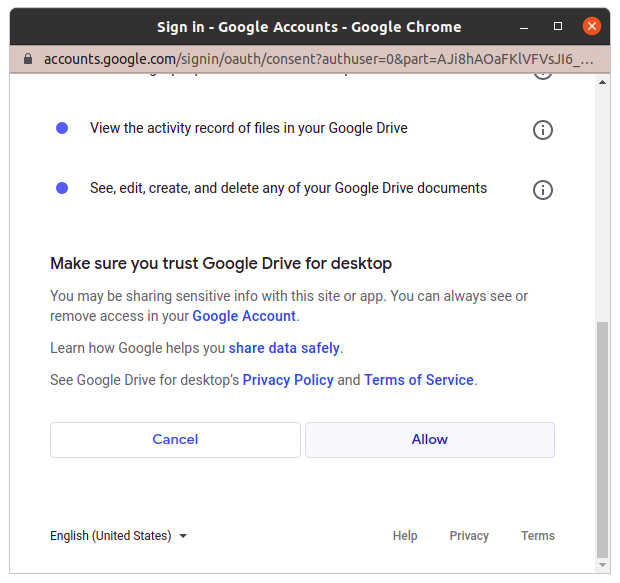 Sign in - Google Accounts - Google Chrome
accounts.google.com/signin/oauth/consent?authuser=0&part=AJi8hAOaFKlVFVsJI6_...
View the activity record of files in your Google Drive
See, edit, create, and delete any of your Google Drive documents
Make sure you trust Google Drive for desktop
You may be sharing sensitive info with this site or app. You can always see or
remove access in your Google Account.
Learn how Google helps you share data safely.
See Google Drive for desktop's Privacy Policy and Terms of Service.
Cancel Allow
English (United States) Help Privacy Terms